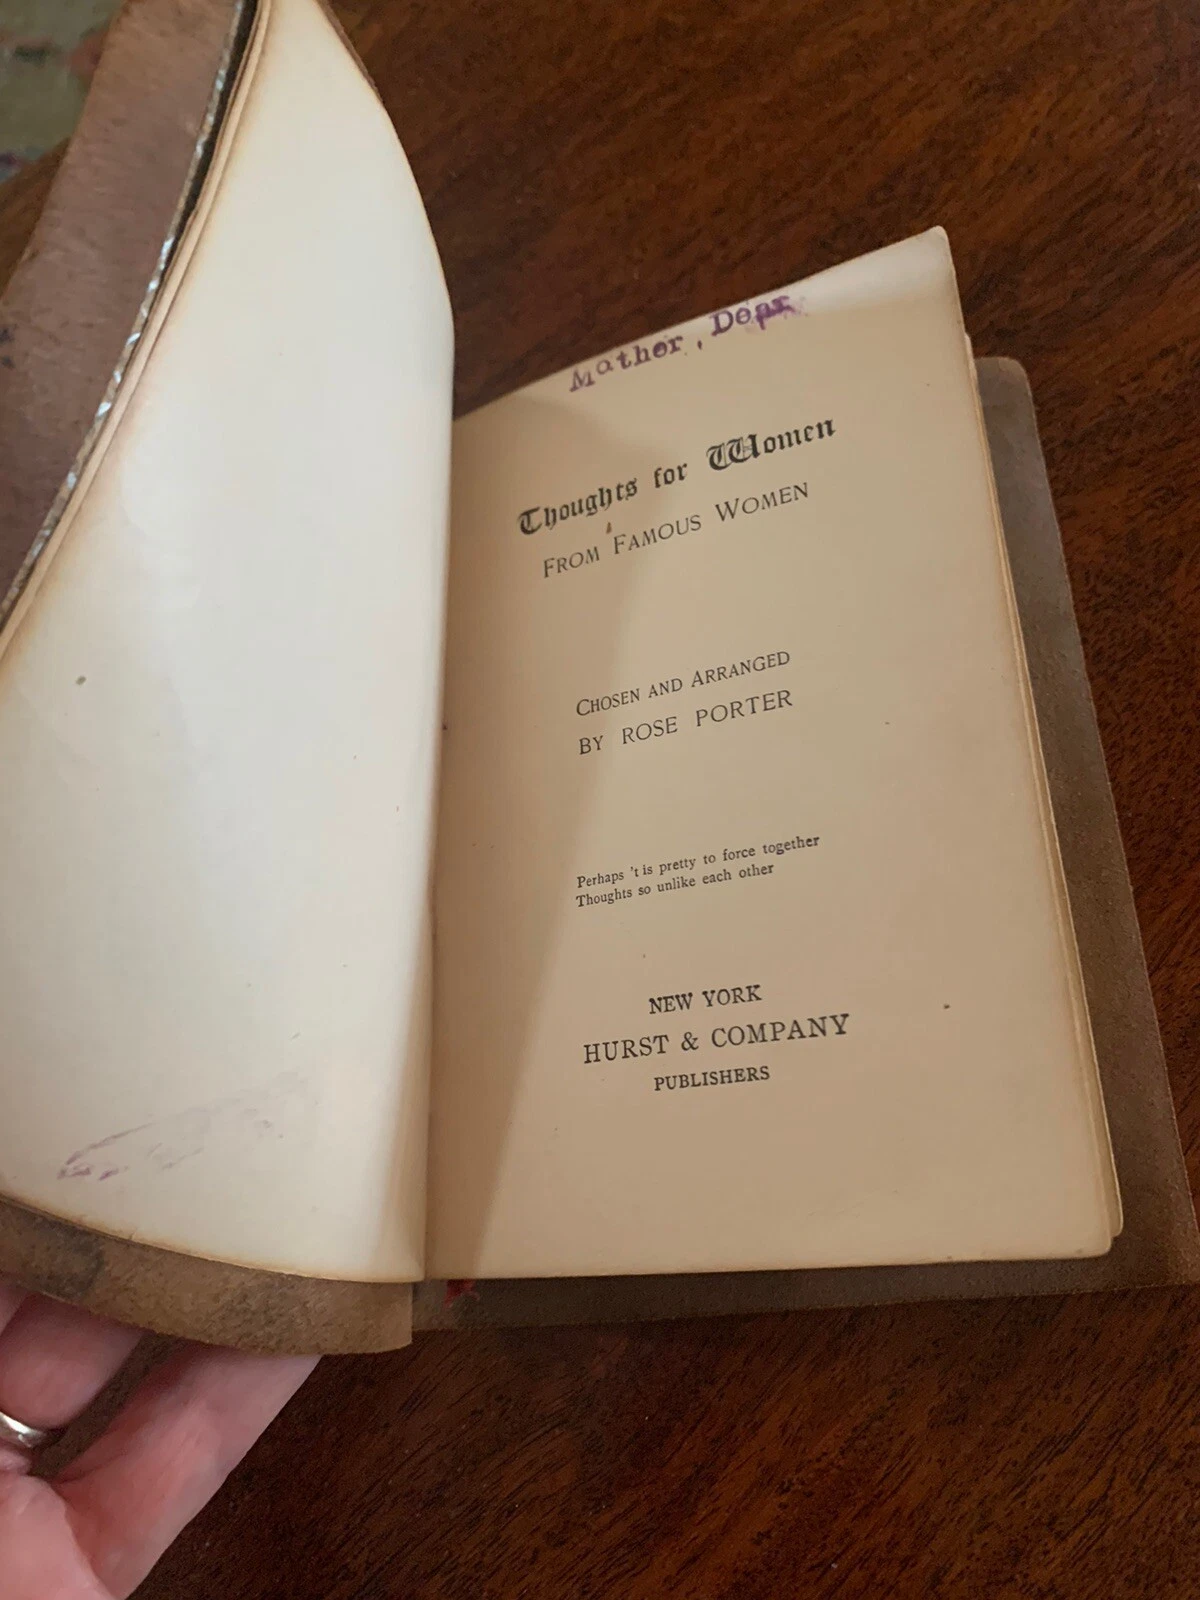 Mother, Dear
Thoughts for Women
FROM FAMOUS WOMEN
CHOSEN AND ARRANGED
BY ROSE PORTER
Perhaps 't is pretty to force together
Thoughts so unlike each other
NEW YORK
HURST & COMPANY
PUBLISHERS